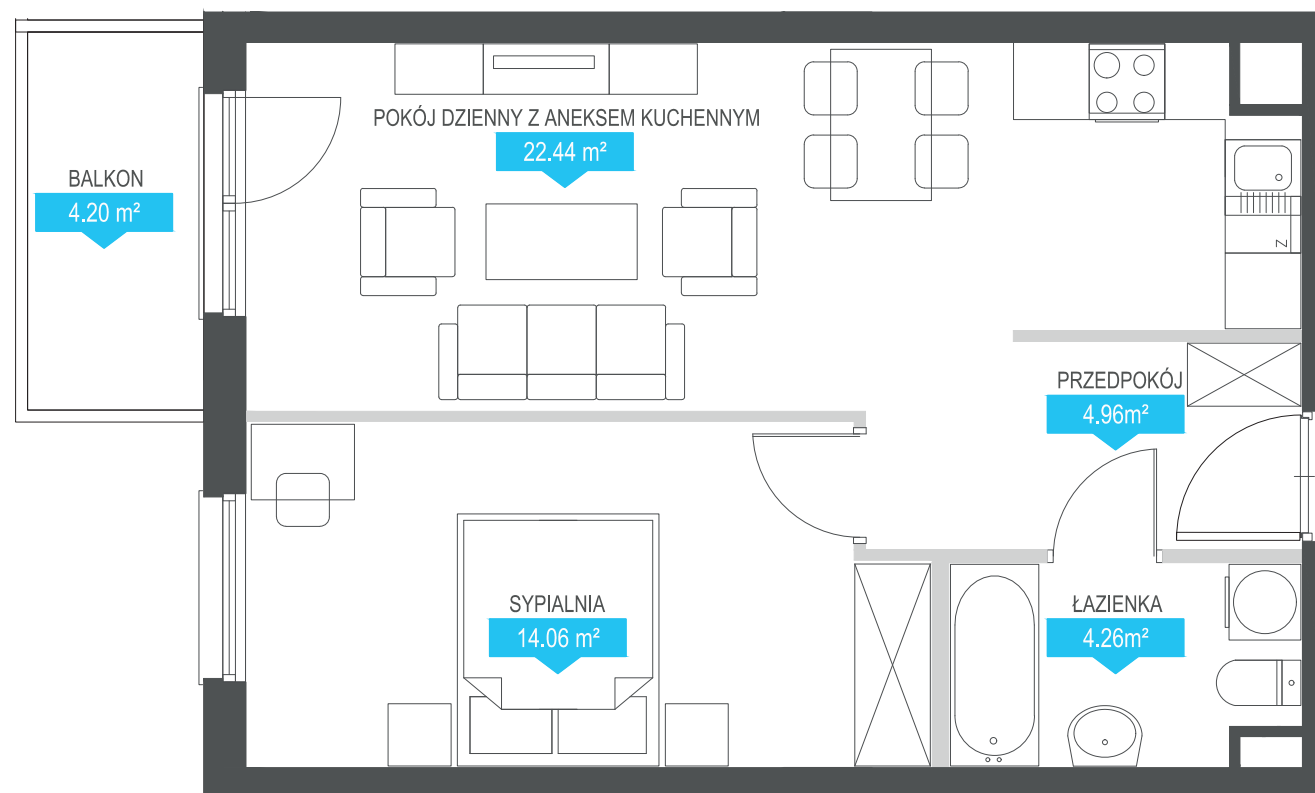 POKÓJ DZIENNY Z ANEKSEM KUCHENNYM
22.44 m²
BALKON
4.20 m²
Z
PRZEDPOKÓJ
4.96m²
SYPIALNIA
14.06 m²
ŁAZIENKA
4.26m²